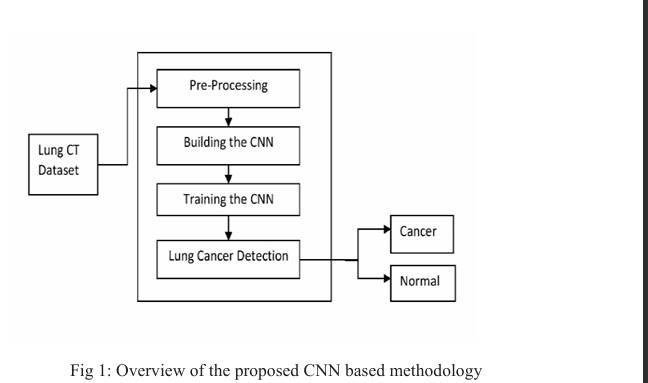 Pre-Processing
Building the CNN
Lung CT
Dataset
Training the CNN
Lung Cancer Detection
Cancer
Normal
Fig 1: Overview of the proposed CNN based methodology